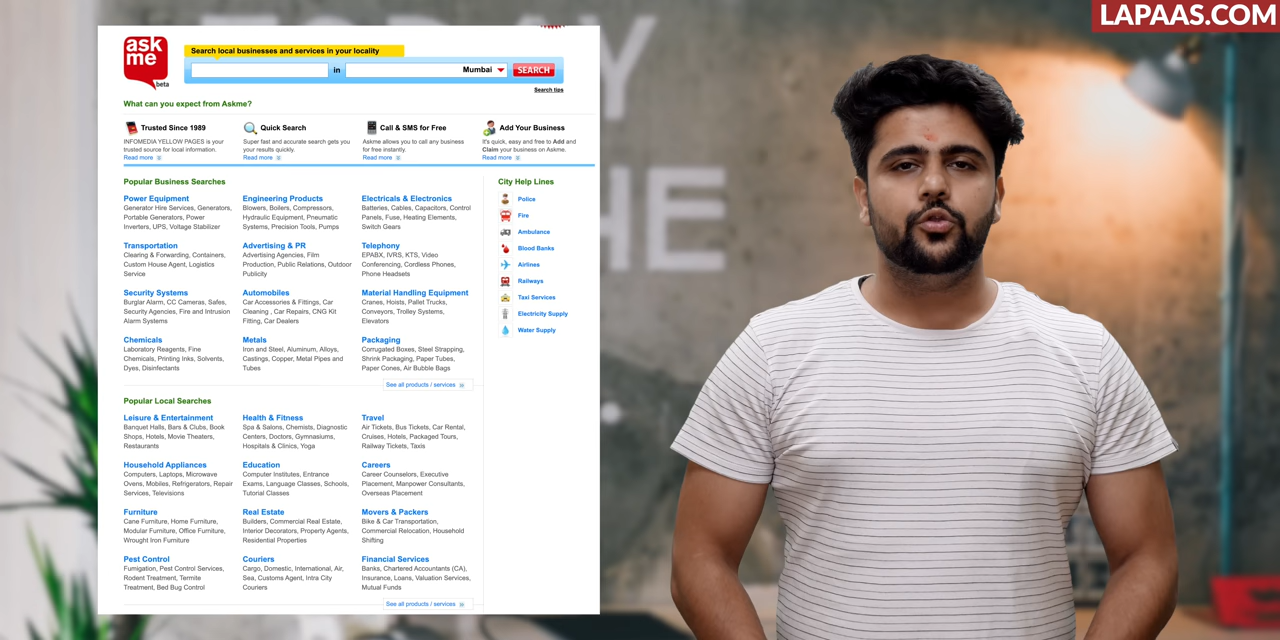 LAPAAS.COM
ask
me
beta
Search local businesses and services in your locality
in
Mumbai
SEARCH
Search tips
What can you expect from Askme?
Trusted Since 1989
INFOMEDIA YELLOW PAGES is your
trusted source for local information.
Read more
Quick Search
Super fast and accurate search gets you
your results quickly.
Read more
Call & SMS for Free
Askme allows you to call any business
for free instantly.
Read more
Add Your Business
It's quick, easy and free to Add and
Claim your business on Askme.
Read more
Popular Business Searches
Power Equipment
Generator Hire Services, Generators,
Portable Generators, Power
Inverters, UPS, Voltage Stabilizer
Engineering Products
Blowers, Boilers, Compressors,
Hydraulic Equipment, Pneumatic
Systems, Precision Tools, Pumps
Electricals & Electronics
Batteries, Cables, Capacitors, Control
Panels, Fuse, Heating Elements,
Switch Gears
Transportation
Clearing & Forwarding, Containers,
Custom House Agent, Logistics
Service
Advertising & PR
Advertising Agencies, Film
Production, Public Relations, Outdoor
Publicity
Telephony
EPABX, IVRS, KTS, Video
Conferencing, Cordless Phones,
Phone Headsets
Security Systems
Burglar Alarm, CC Cameras, Safes,
Security Agencies, Fire and Intrusion
Alarm Systems
Automobiles
Car Accessories & Fittings, Car
Cleaning , Car Repairs, CNG Kit
Fitting, Car Dealers
Material Handling Equipment
Cranes, Hoists, Pallet Trucks,
Conveyors, Trolley Systems,
Elevators
Chemicals
Laboratory Reagents, Fine
Chemicals, Printing Inks, Solvents,
Dyes, Disinfectants
Metals
Iron and Steel, Aluminum, Alloys,
Castings, Copper, Metal Pipes and
Tubes
Packaging
Corrugated Boxes, Steel Strapping,
Shrink Packaging, Paper Tubes,
Paper Cones, Air Bubble Bags
See all products / services
Popular Local Searches
Leisure & Entertainment
Banquet Halls, Bars & Clubs, Book
Shops, Hotels, Movie Theaters,
Restaurants
Health & Fitness
Spa & Salons, Chemists, Diagnostic
Centers, Doctors, Gymnasiums,
Hospitals & Clinics, Yoga
Travel
Air Tickets, Bus Tickets, Car Rental,
Cruises, Hotels, Packaged Tours,
Railway Tickets, Taxis
Household Appliances
Computers, Laptops, Microwave
Ovens, Mobiles, Refrigerators, Repair
Services, Televisions
Education
Computer Institutes, Entrance
Exams, Language Classes, Schools,
Tutorial Classes
Careers
Career Counselors, Executive
Placement, Manpower Consultants,
Overseas Placement
Furniture
Cane Furniture, Home Furniture,
Modular Furniture, Office Furniture,
Wrought Iron Furniture
Real Estate
Builders, Commercial Real Estate,
Interior Decorators, Property Agents,
Residential Properties
Movers & Packers
Bike & Car Transportation,
Commercial Relocation, Household
Shifting
Pest Control
Fumigation, Pest Control Services,
Rodent Treatment, Termite
Treatment, Bed Bug Control
Couriers
Cargo, Domestic, International, Air,
Sea, Customs Agent, Intra City
Couriers
Financial Services
Banks, Chartered Accountants (CA),
Insurance, Loans, Valuation Services,
Mutual Funds
See all products / services
City Help Lines
Police
Fire
Ambulance
Blood Banks
Airlines
Railways
Taxi Services
Electricity Supply
Water Supply